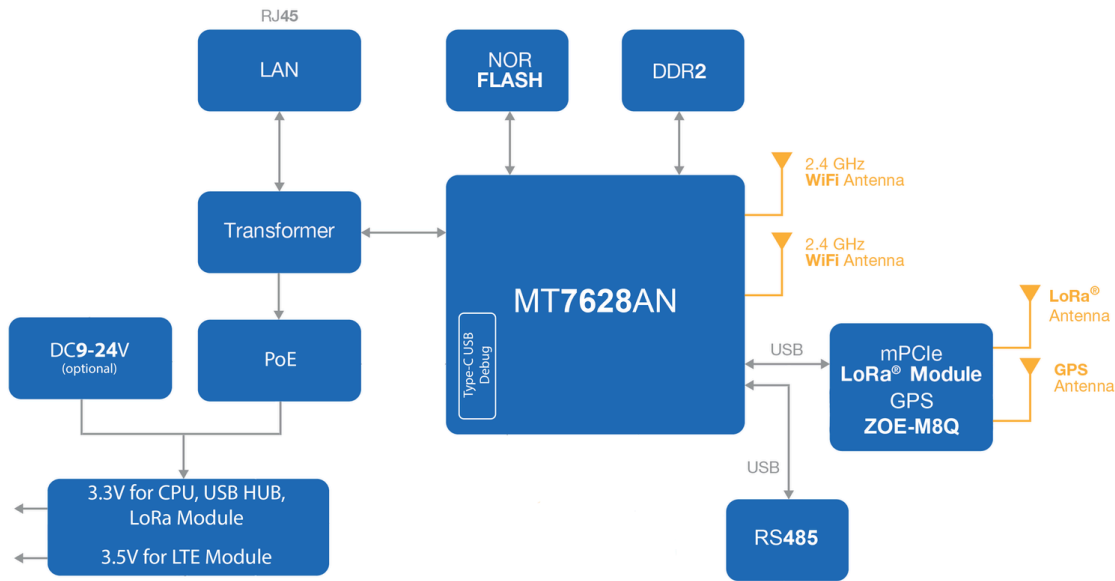 RJ45
LAN
NOR
FLASH
DDR2
2.4 GHz
WiFi Antenna
Transformer
2.4 GHz
WiFi Antenna
MT7628AN
Type-C USB
Debug
LoRa®
Antenna
DC9-24V
(optional)
PoE
USB
mPCIe
LoRa® Module
GPS
ZOE-M8Q
GPS
Antenna
USB
3.3V for CPU, USB HUB,
LoRa Module
3.5V for LTE Module
RS485